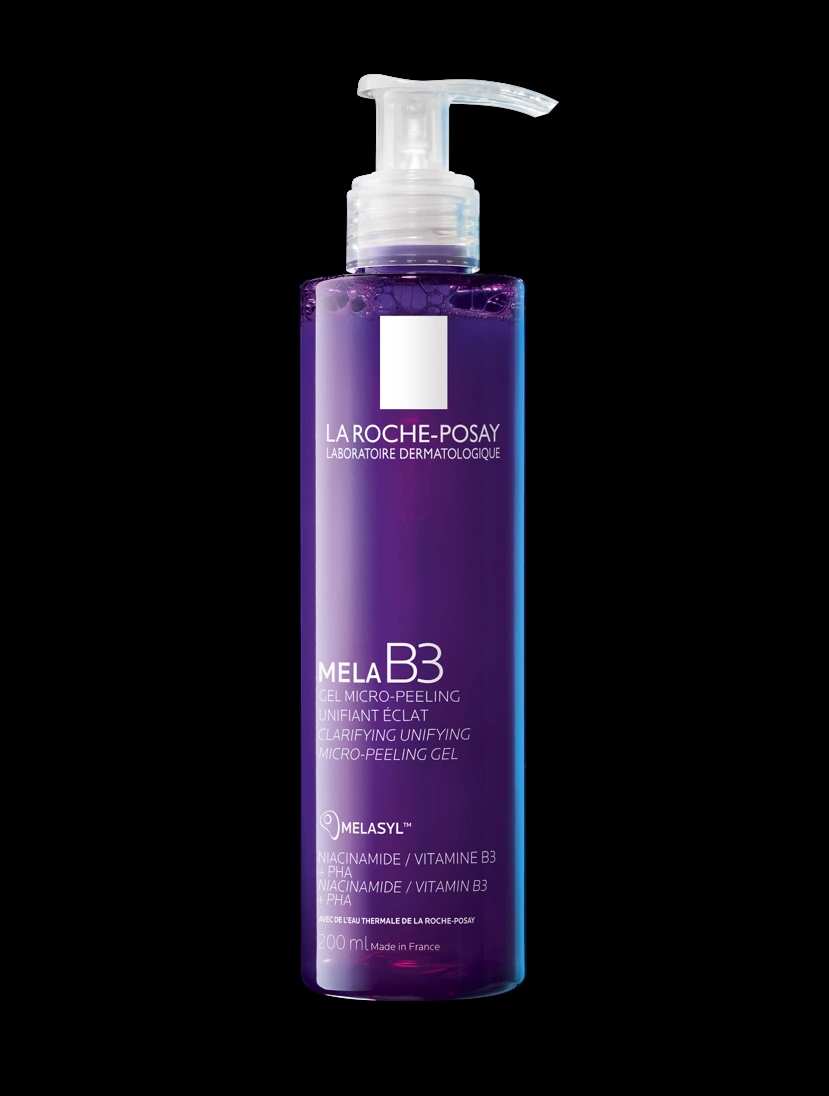 LA ROCHE-POSAY
LABORATOIRE DERMATOLOGIQUE
MELA B3
GEL MICRO-PEELING
UNIFIANT ÉCLAT
CLARIFYING UNIFYING
MICRO-PEELING GEL
MELASYL™
NIACINAMIDE / VITAMINE B3
+ PHA
NIACINAMIDE / VITAMIN B3
+ PHA
AVEC DE L'EAU THERMALE DE LA ROCHE-POSAY
200 ml Made in France